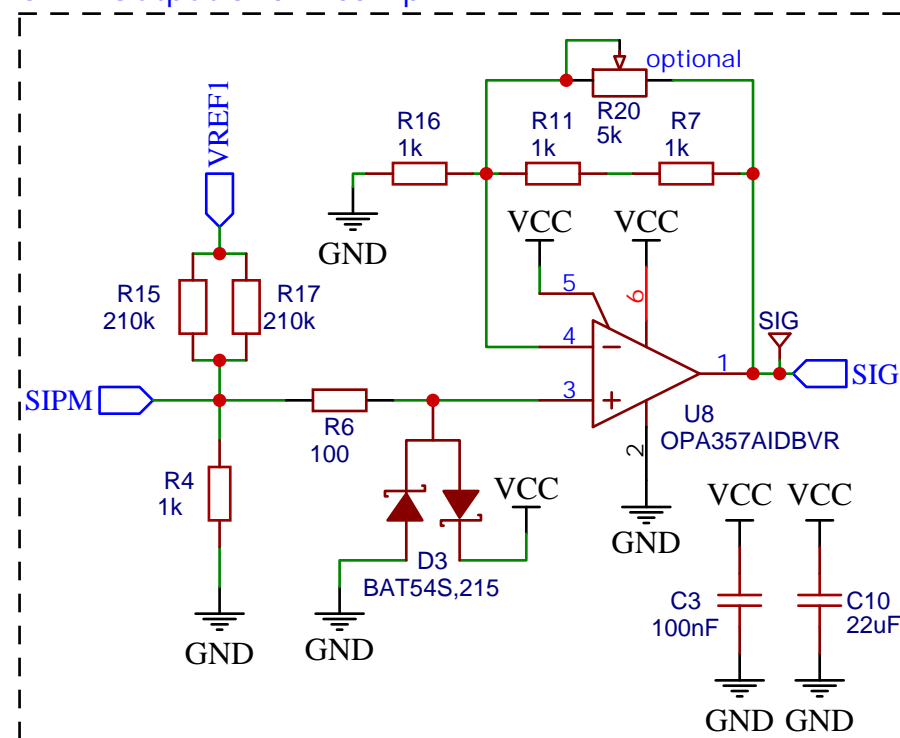 optional
R20
5k
R16
1k
R11
1k
R7
1k
VREF1
GND
VCC
VCC
R15
210k
R17
210k
5
6
4
3
1
2
SIG
SIG
SIPM
R6
100
U8
OPA357AIDBVR
R4
1k
VCC
D3
BAT54S,215
GND
GND
GND
VCC
VCC
C3
100nF
C10
22uF
GND
GND